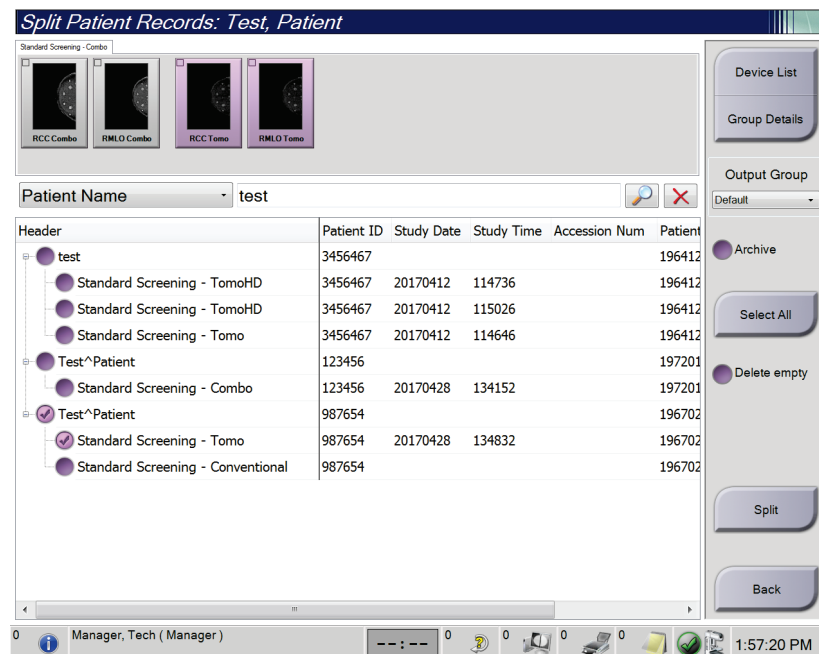 Split Patient Records: Test, Patient
Standard Screening - Combo
RCC Combo RMLO Combo RCC Tomo RMLO Tomo
Device List
Group Details
Output Group
Default
Patient Name test
Header Patient ID Study Date Study Time Accession Num Patient
test 3456467 196412
Standard Screening - TomoHD 3456467 20170412 114736 196412
Standard Screening - TomoHD 3456467 20170412 115026 196412
Standard Screening - Tomo 3456467 20170412 114646 196412
Test^Patient 123456 197201
Standard Screening - Combo 123456 20170428 134152 197201
Test^Patient 987654 196702
Standard Screening - Tomo 987654 20170428 134832 196702
Standard Screening - Conventional 987654 196702
Archive
Select All
Delete empty
Split
Back
0 Manager, Tech ( Manager ) --:-- 0 0 0 0 1:57:20 PM